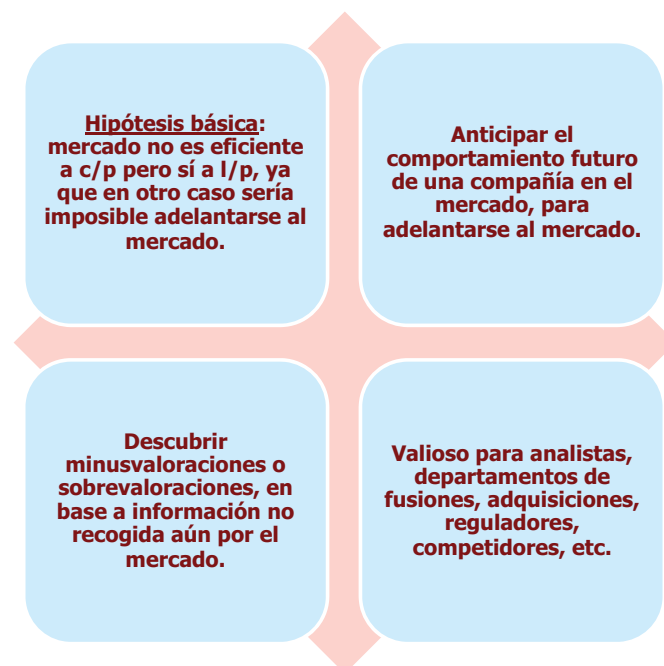 Hipótesis básica:
mercado no es eficiente
a c/p pero sí a l/p, ya
que en otro caso sería
imposible adelantarse al
mercado.
Anticipar el
comportamiento futuro
de una compañía en el
mercado, para
adelantarse al mercado.
Descubrir
minusvaloraciones o
sobrevaloraciones, en
base a información no
recogida aún por el
mercado.
Valioso para analistas,
departamentos de
fusiones, adquisiciones,
reguladores,
competidores, etc.